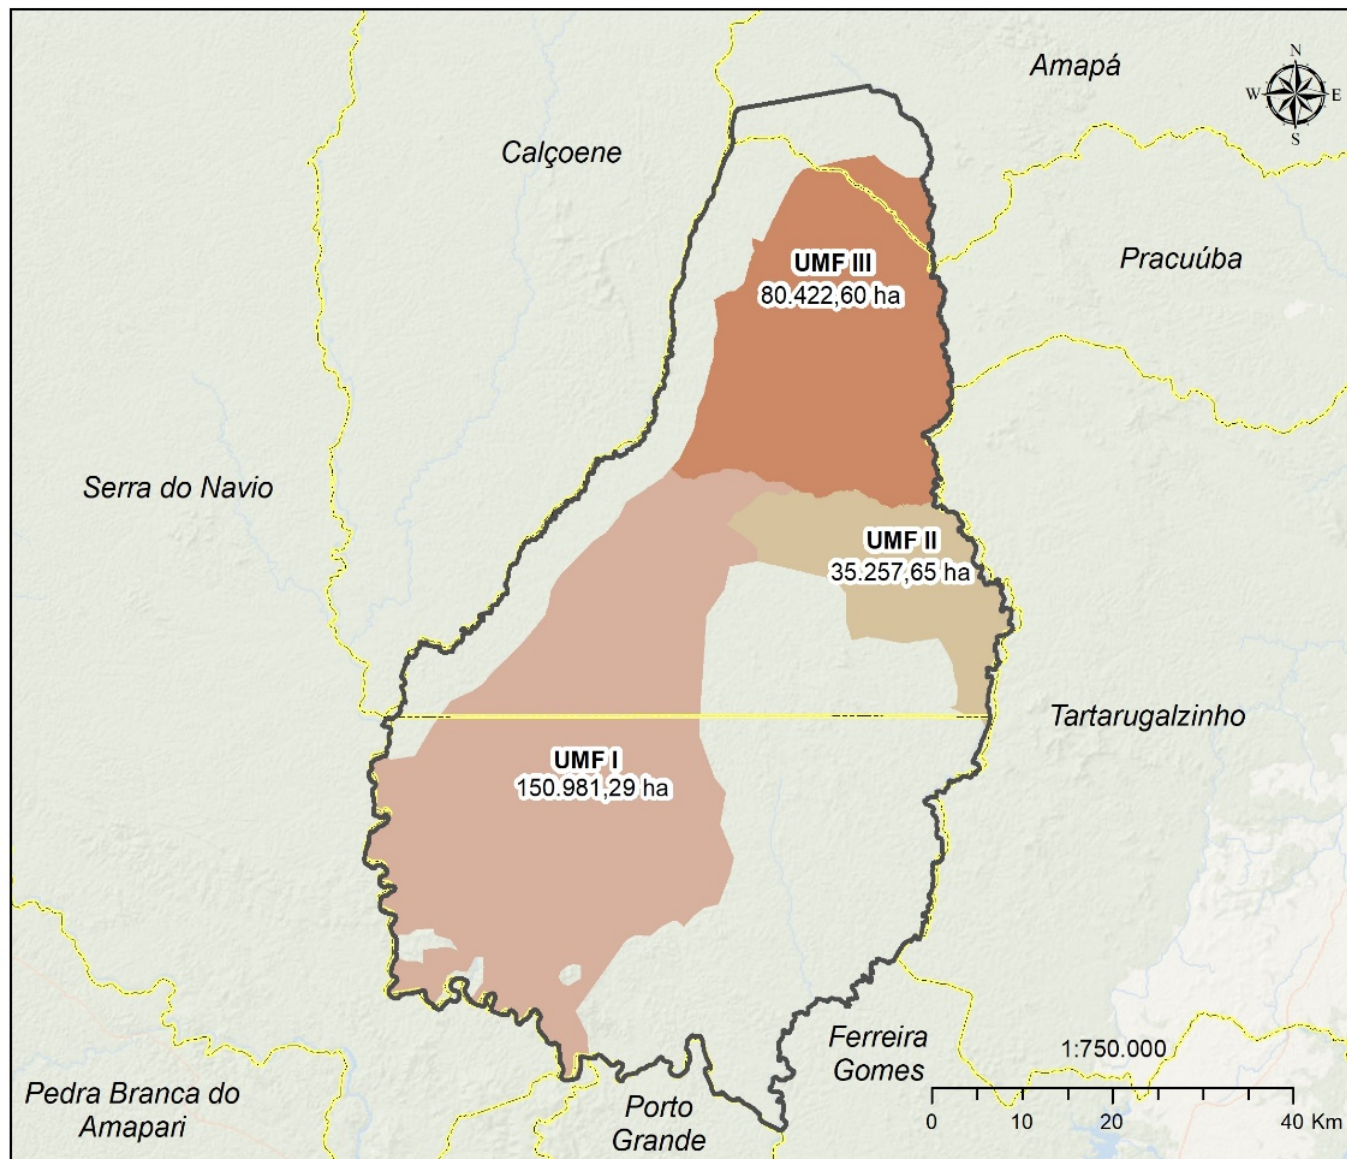 Amapá
N
W
E
S
Calçoene
Pracuúba
UMF III
80.422,60 ha
Serra do Navio
UMF II
35.257,65 ha
Tartarugalzinho
UMF I
150.981,29 ha
Ferreira
Gomes
1:750.000
Pedra Branca do
Amapari
Porto
Grande
0 10 20 40 Km